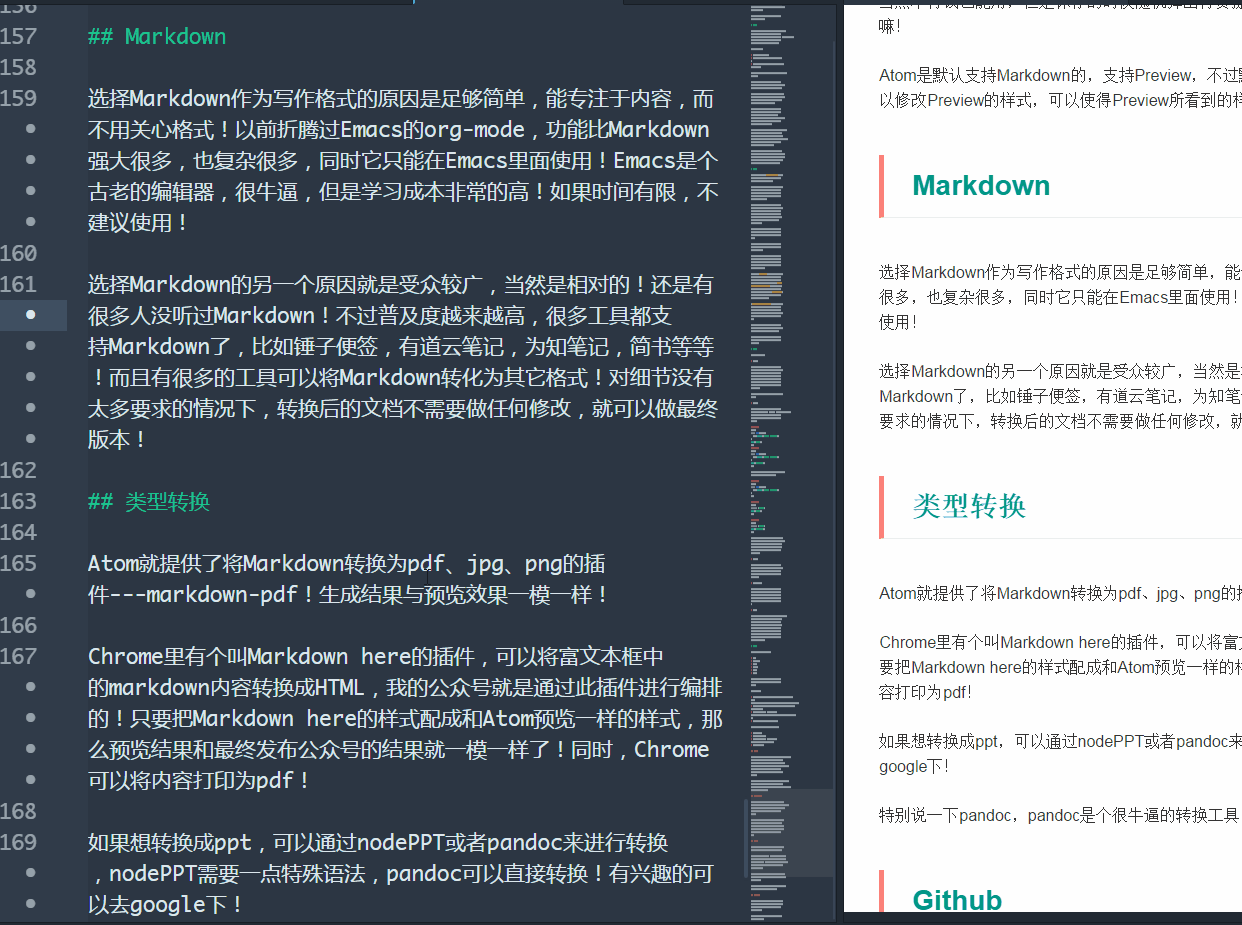 156
157 ## Markdown
158
159 选择Markdown作为写作格式的原因是足够简单，能专注于内容，而
不用关心格式！以前折腾过Emacs的org-mode，功能比Markdown
强大很多，也复杂很多，同时它只能在Emacs里面使用！Emacs是个
古老的编辑器，很牛逼，但是学习成本非常的高！如果时间有限，不
建议使用！
160
161 选择Markdown的另一个原因就是受众较广，当然是相对的！还是有
很多人没听过Markdown！不过普及度越来越高，很多工具都支
持Markdown了，比如锤子便签，有道云笔记，为知笔记，简书等等
！而且有很多的工具可以将Markdown转化为其它格式！对细节没有
太多要求的情况下，转换后的文档不需要做任何修改，就可以做最终
版本！
162
163 ## 类型转换
164
165 Atom就提供了将Markdown转换为pdf、jpg、png的插
件---markdown-pdf！生成结果与预览效果一模一样！
166
167 Chrome里有个叫Markdown here的插件，可以将富文本框中
的markdown内容转换成HTML，我的公众号就是通过此插件进行编排
的！只要把Markdown here的样式配成和Atom预览一样的样式，那
么预览结果和最终发布公众号的结果就一模一样了！同时，Chrome
可以将内容打印为pdf！
168
169 如果想转换成ppt，可以通过nodePPT或者pandoc来进行转换
，nodePPT需要一点特殊语法，pandoc可以直接转换！有兴趣的可
以去google下！
嘛！
Atom是默认支持Markdown的，支持Preview，不过
以修改Preview的样式，可以使得Preview所看到的
Markdown
选择Markdown作为写作格式的原因是足够简单，能
很多，也复杂很多，同时它只能在Emacs里面使用！
使用！
选择Markdown的另一个原因就是受众较广，当然是
Markdown了，比如锤子便签，有道云笔记，为知笔
要求的情况下，转换后的文档不需要做任何修改，
类型转换
Atom就提供了将Markdown转换为pdf、jpg、png的
Chrome里有个叫Markdown here的插件，可以将富
要把Markdown here的样式配成和Atom预览一样的
容打印为pdf！
如果想转换成ppt，可以通过nodePPT或者pandoc来
google下！
特别说一下pandoc，pandoc是个很牛逼的转换工具
Github